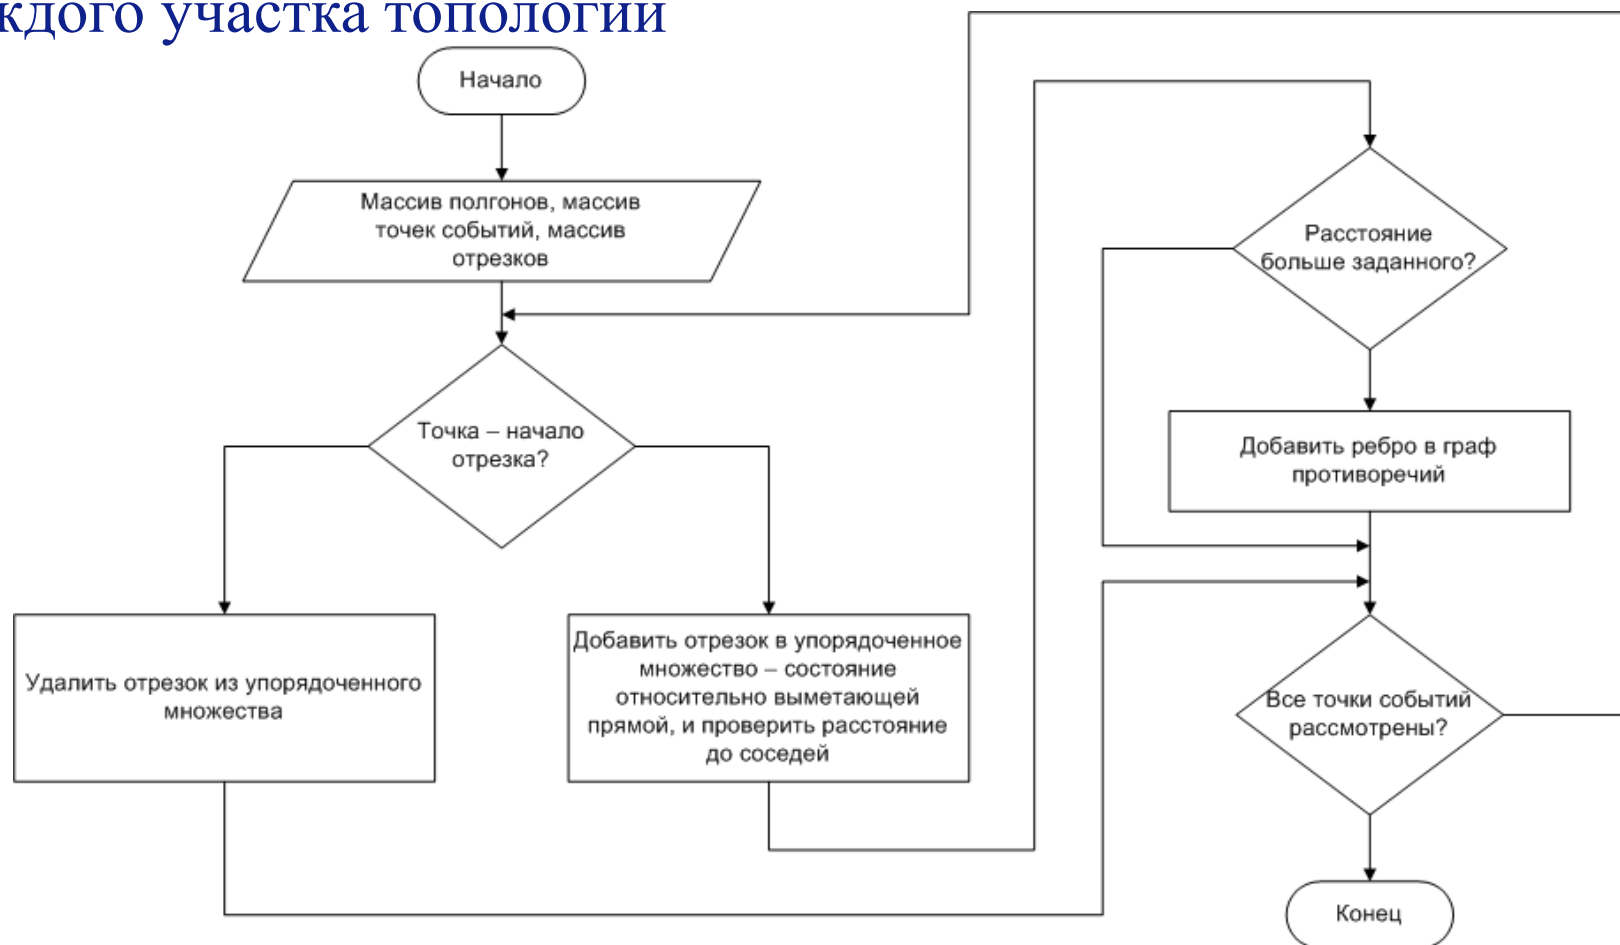 ждого участка топологии
Начало
Массив полгонов, массив
точек событий, массив
отрезков
Точка – начало
отрезка?
Удалить отрезок из упорядоченного
множества
Добавить отрезок в упорядоченное
множество – состояние
относительно выметающей
прямой, и проверить расстояние
до соседей
Расстояние
больше заданного?
Добавить ребро в граф
противоречий
Все точки событий
рассмотрены?
Конец